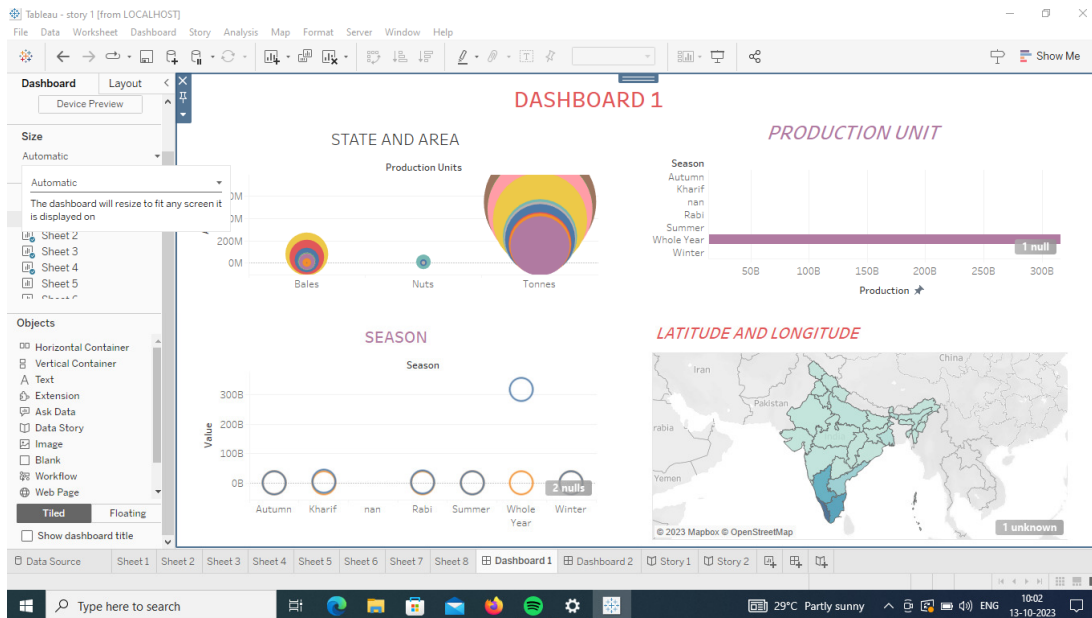 Tableau - story 1 [from LOCALHOST]
File Data Worksheet Dashboard Story Analysis Map Format Server Window Help
Show Me
Dashboard Layout
Device Preview
Size
Automatic
Automatic
The dashboard will resize to fit any screen it
is displayed on
Sheet 2
Sheet 3
Sheet 4
Sheet 5
Objects
Horizontal Container
Vertical Container
Text
Extension
Ask Data
Data Story
Image
Blank
Workflow
Web Page
Tiled Floating
Show dashboard title
DASHBOARD 1
STATE AND AREA
Production Units
200M
0M
Bales Nuts Tonnes
PRODUCTION UNIT
Season
Autumn
Kharif
nan
Rabi
Summer
Whole Year
Winter
1 null
50B 100B 150B 200B 250B 300B
Production
SEASON
Season
Value
300B
200B
100B
0B
2 nulls
Autumn Kharif nan Rabi Summer Whole Year Winter
LATITUDE AND LONGITUDE
Iran
China
Pakistan
Yemen
© 2023 Mapbox © OpenStreetMap
1 unknown
Data Source Sheet 1 Sheet 2 Sheet 3 Sheet 4 Sheet 5 Sheet 6 Sheet 7 Sheet 8 Dashboard 1 Dashboard 2 Story 1 Story 2
Type here to search
29°C Partly sunny
ENG
10:02
13-10-2023